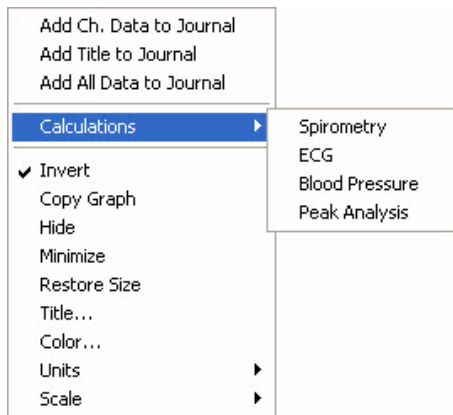 Add Ch. Data to Journal
Add Title to Journal
Add All Data to Journal
Calculations
Spirometry
ECG
Blood Pressure
Peak Analysis
Invert
Copy Graph
Hide
Minimize
Restore Size
Title...
Color...
Units
Scale